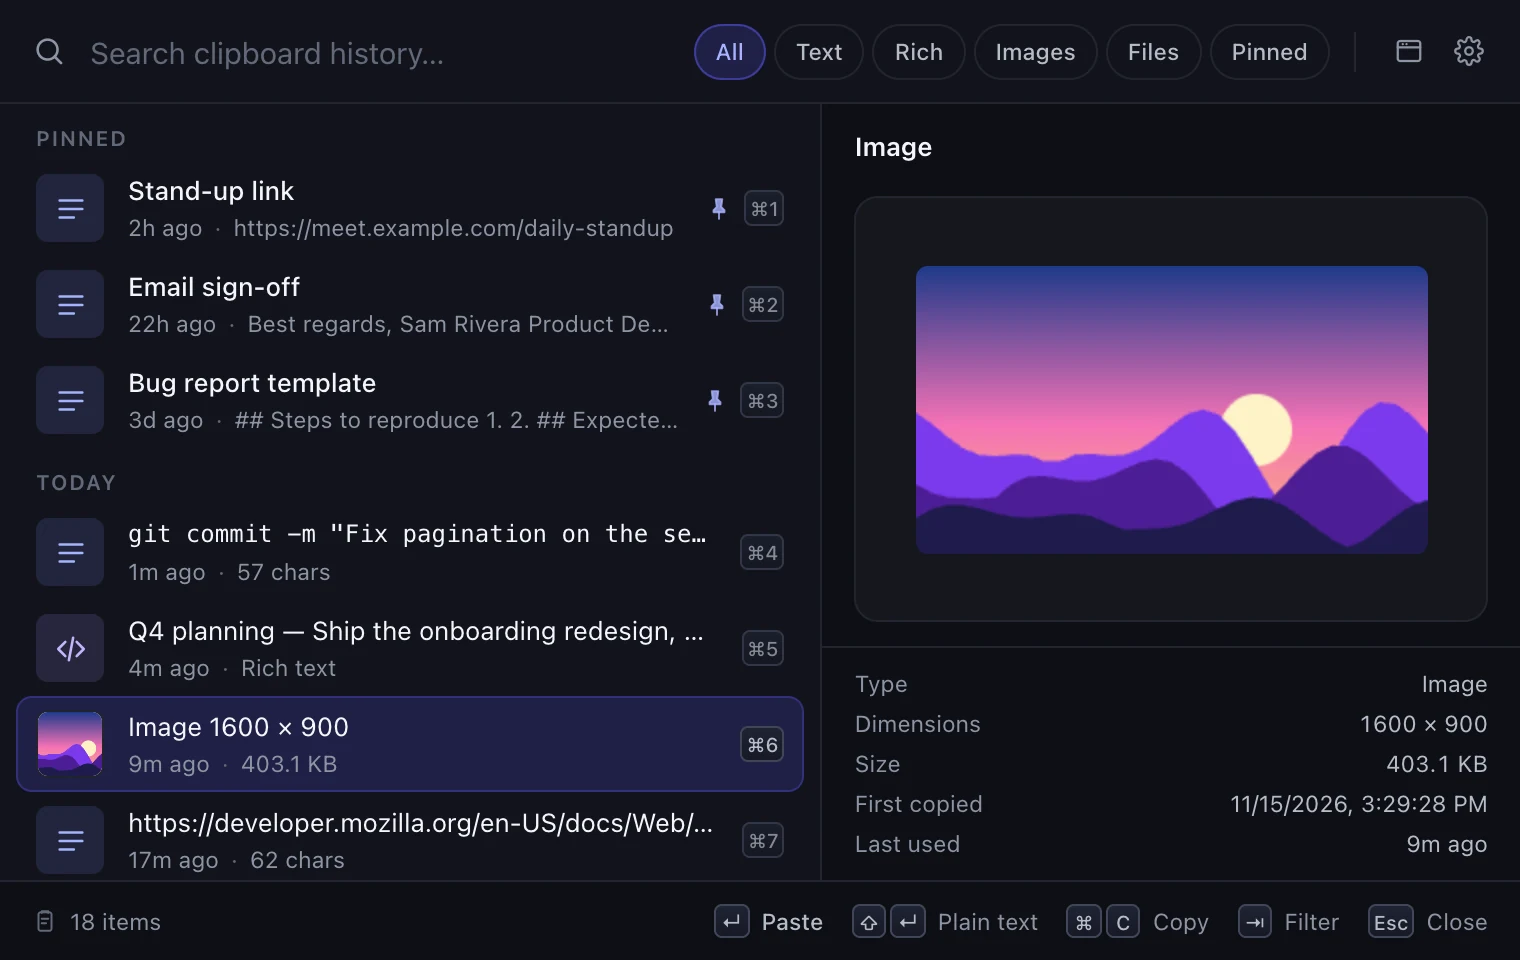 Search clipboard history...
All
Text
Rich
Images
Files
Pinned
PINNED
Stand-up link
2h ago · https://meet.example.com/daily-standup
⌘1
Email sign-off
22h ago · Best regards, Sam Rivera Product De...
⌘2
Bug report template
3d ago · ## Steps to reproduce 1. 2. ## Expecte...
⌘3
TODAY
git commit -m "Fix pagination on the se…
1m ago · 57 chars
⌘4
Q4 planning — Ship the onboarding redesign, ...
4m ago · Rich text
⌘5
Image 1600 × 900
9m ago · 403.1 KB
⌘6
https://developer.mozilla.org/en-US/docs/Web/...
17m ago · 62 chars
⌘7
Image
Type Image
Dimensions 1600 × 900
Size 403.1 KB
First copied 11/15/2026, 3:29:28 PM
Last used 9m ago
18 items
↵ Paste
⇧ ↵ Plain text
⌘ C Copy
⇥ Filter
Esc Close